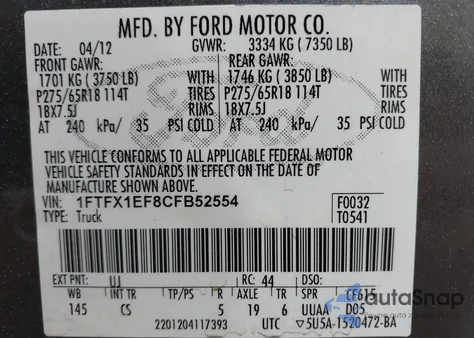 MFD. BY FORD MOTOR CO.
DATE: 04/12 GVWR: 3334 KG ( 7350 LB)
FRONT GAWR: REAR GAWR:
1701 KG ( 3750 LB) WITH 1746 KG ( 3850 LB) WITH
P275/65R18 114T TIRES P275/65R18 114T TIRES
18X7.5J RIMS 18X7.5J RIMS
AT 240 kPa/ 35 PSI COLD AT 240 kPa/ 35 PSI COLD
THIS VEHICLE CONFORMS TO ALL APPLICABLE FEDERAL MOTOR
VEHICLE SAFETY STANDARDS IN EFFECT ON THE DATE OF
MANUFACTURE SHOWN ABOVE.
VIN: 1FTFX1EF8CFB52554 F0032
TYPE: Truck T0541
EXT PNT: UJ RC: 44 DSO: CF615
WB INT TR TP/PS R AXLE TR SPR
145 CS 5 19 6 UUAA D05
2201204117393 UTC 5U5A-1520472-BA
autoSnap